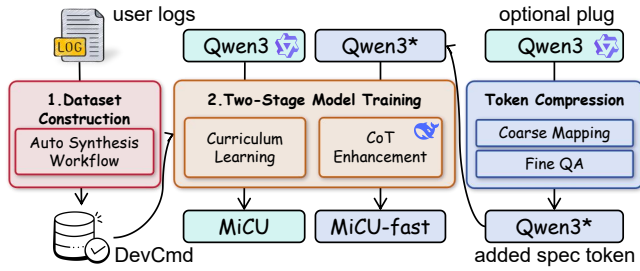 user logs
LOG
optional plug
Qwen3
Qwen3*
Qwen3
1.Dataset
Construction
Auto Synthesis
Workflow
2.Two-Stage Model Training
Curriculum
Learning
CoT
Enhancement
Token Compression
Coarse Mapping
Fine QA
DevCmd
MiCU
MiCU-fast
Qwen3*
added spec token